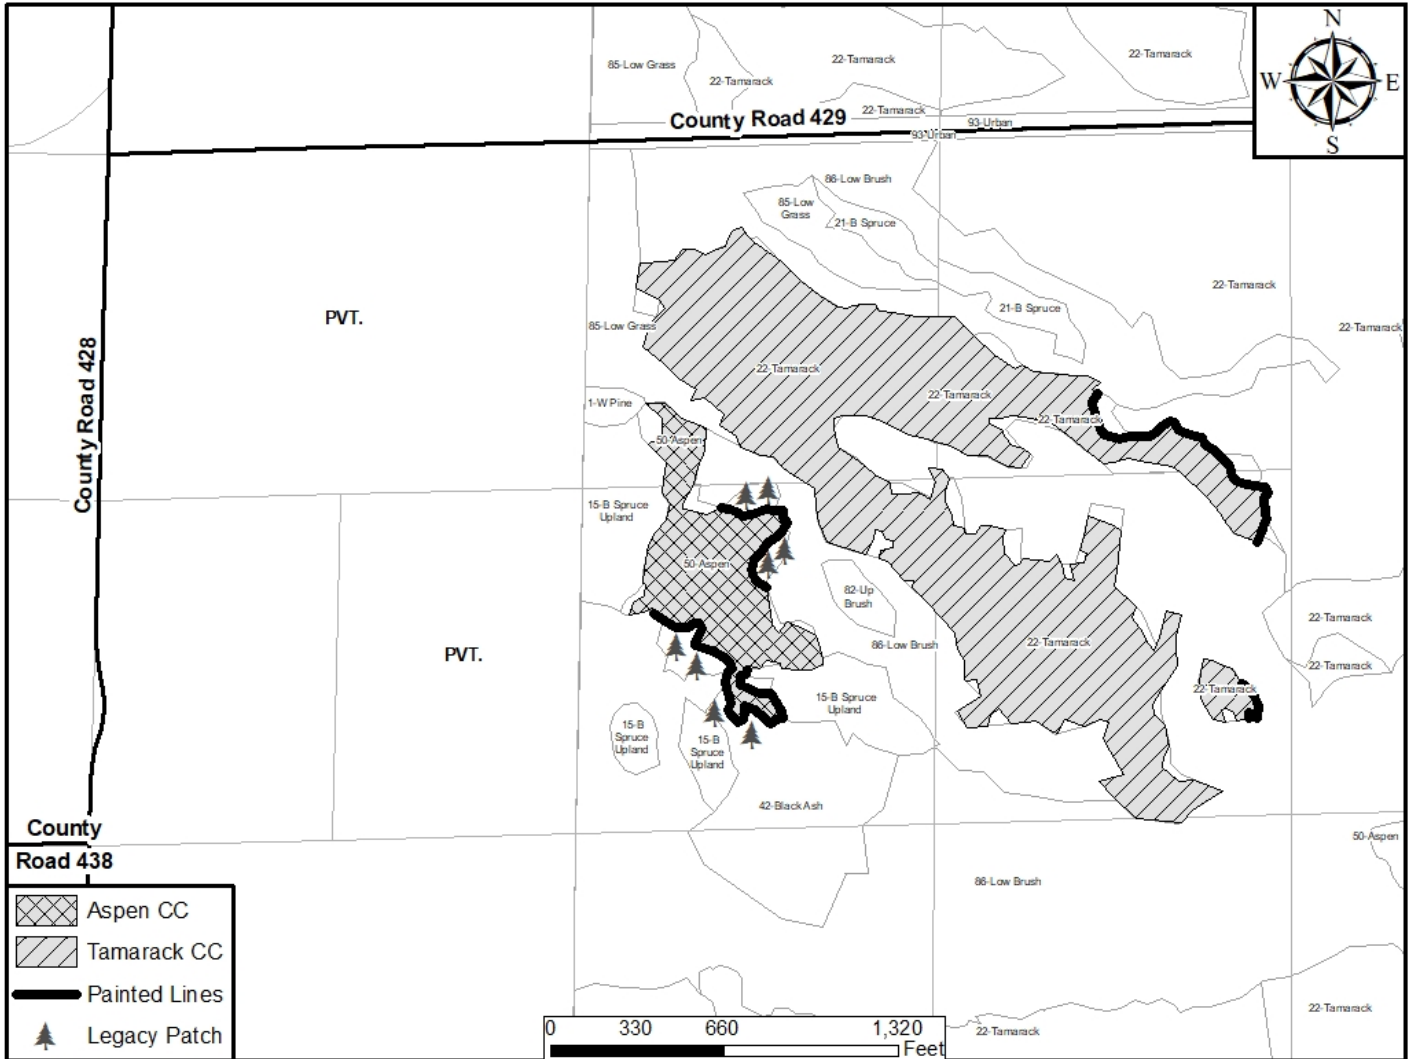 N
85-Low Grass
22-Tamarack
22-Tamarack
22-Tamarack
W
E
22-Tamarack
County Road 429
93-Urban
93-Urban
S
86-Low Brush
85-Low
Grass
21-B Spruce
22-Tamarack
21-B Spruce
PVT.
85-Low Grass
22-Tamarack
County Road 428
22-Tamarack
22-Tamarack
1-W Pine
22-Tamarack
50-Aspen
15-B Spruce
Upland
50-Aspen
82-Up
Brush
22-Tamarack
86-Low Brush
22-Tamarack
PVT.
22-Tamarack
22-Tamarack
15-B Spruce
Upland
15-B
Spruce
Upland
15-B
Spruce
Upland
42-Black Ash
County
Road 438
50-Aspen
86-Low Brush
Aspen CC
Tamarack CC
Painted Lines
Legacy Patch
22-Tamarack
22-Tamarack
0 330 660 1,320
Feet